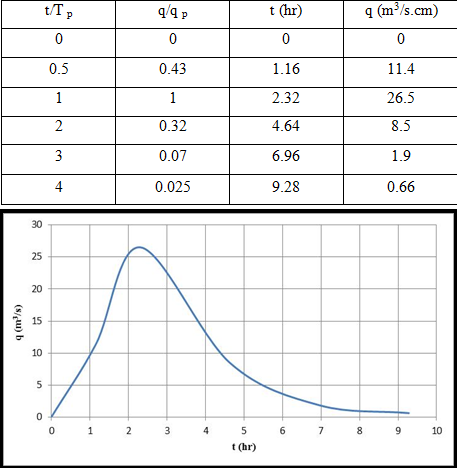 t/T p q/q p t (hr) q (m³/s.cm)
0 0 0 0
0.5 0.43 1.16 11.4
1 1 2.32 26.5
2 0.32 4.64 8.5
3 0.07 6.96 1.9
4 0.025 9.28 0.66
30
25
20
15
10
5
0
q (m³/s)
0 1 2 3 4 5 6 7 8 9 10
t (hr)